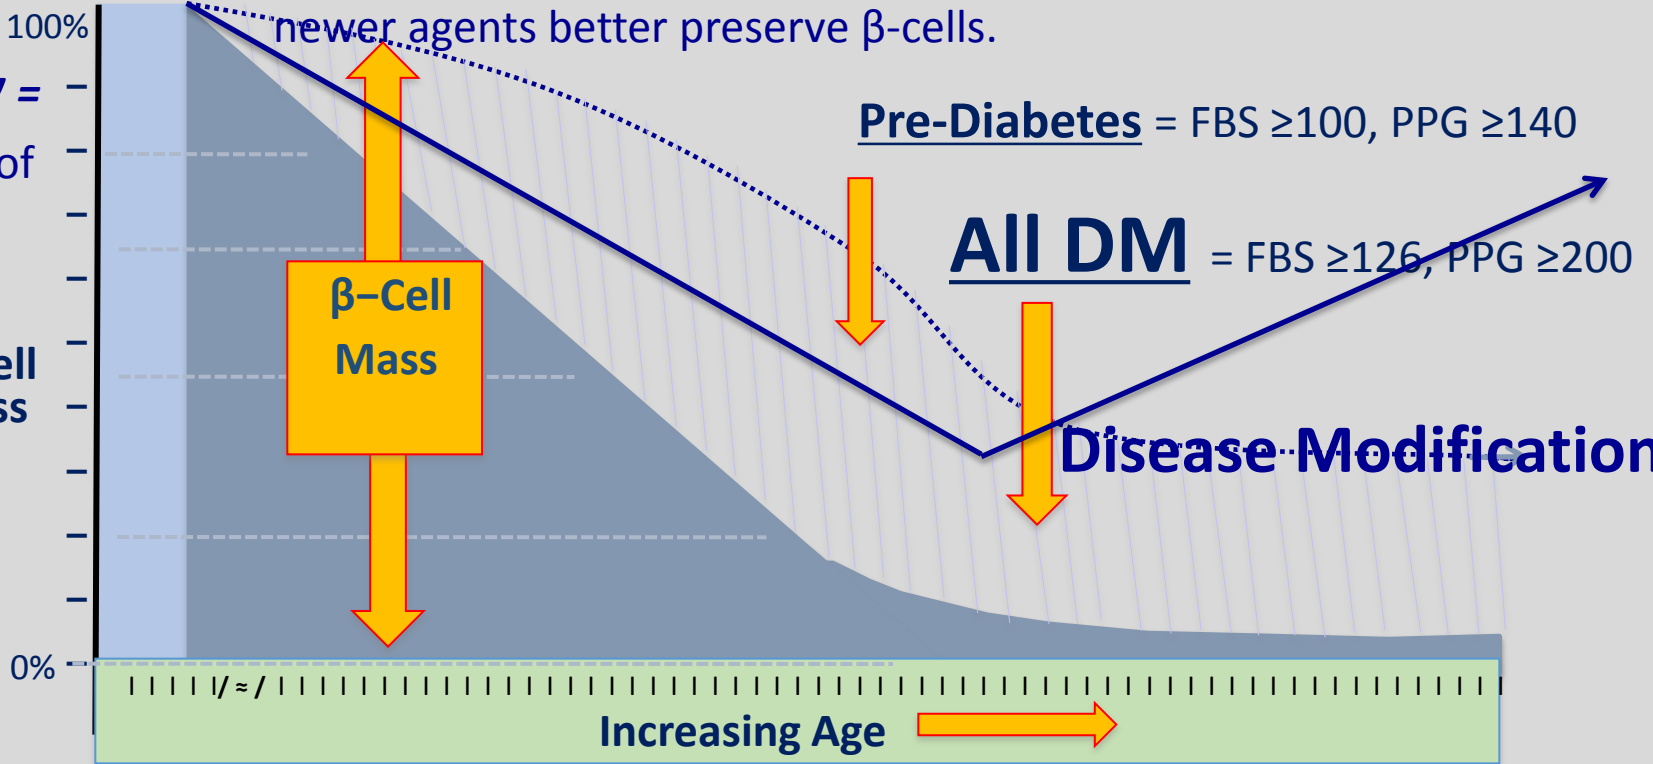 100%
newer agents better preserve β-cells.
=
of
Pre-Diabetes = FBS ≥100, PPG ≥140
All DM = FBS ≥126, PPG ≥200
β–Cell
Mass
ell
ss
Disease Modification
0%
/ ≈ /
Increasing Age